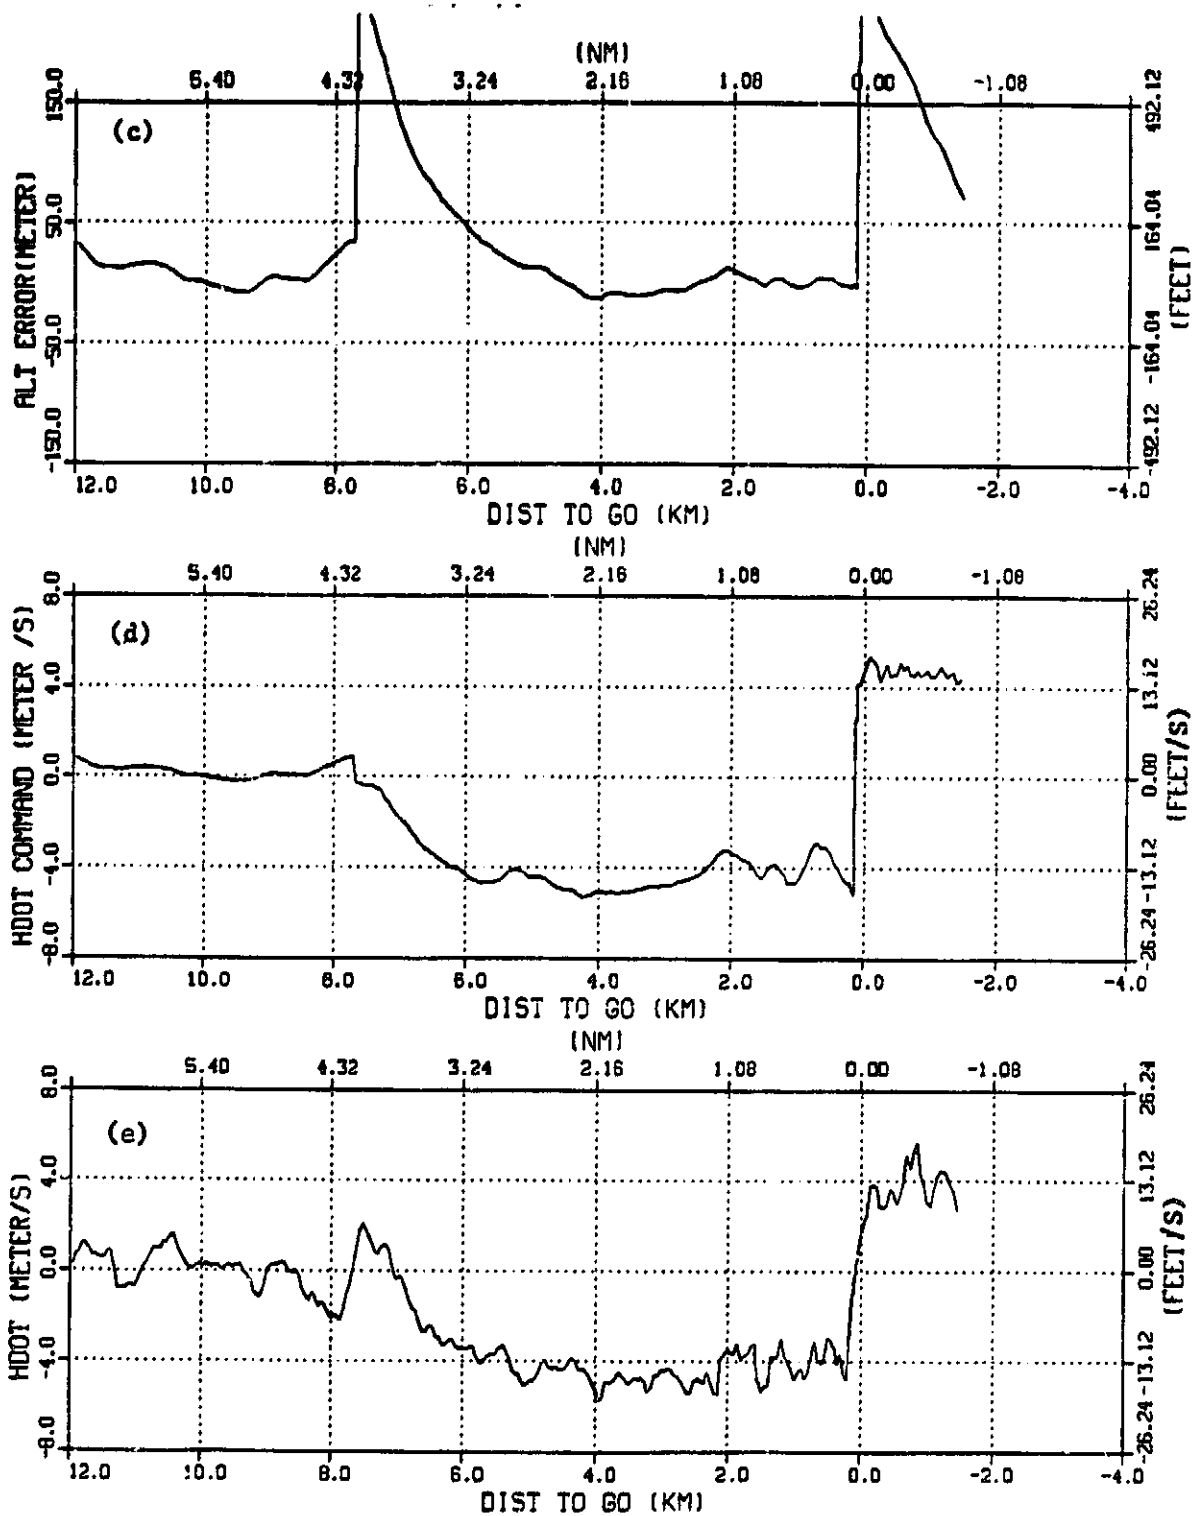 (NM)
5.40 4.32 3.24 2.16 1.08 0.00 -1.08
(c)
ALT ERROR(METER)
150.0 50.0 -50.0 -150.0
492.12 164.04 -164.04 -492.12
(FEET)
12.0 10.0 8.0 6.0 4.0 2.0 0.0 -2.0 -4.0
DIST TO GO (KM)
(NM)
5.40 4.32 3.24 2.16 1.08 0.00 -1.08
(d)
HDOT COMMAND (METER /S)
8.0 4.0 0.0 -4.0 -8.0
26.24 13.12 0.00 -13.12 -26.24
(FEET/S)
12.0 10.0 8.0 6.0 4.0 2.0 0.0 -2.0 -4.0
DIST TO GO (KM)
(NM)
5.40 4.32 3.24 2.16 1.08 0.00 -1.08
(e)
HDOT (METER/S)
8.0 4.0 0.0 -4.0 -8.0
26.24 13.12 0.00 -13.12 -26.24
(FEET/S)
12.0 10.0 8.0 6.0 4.0 2.0 0.0 -2.0 -4.0
DIST TO GO (KM)